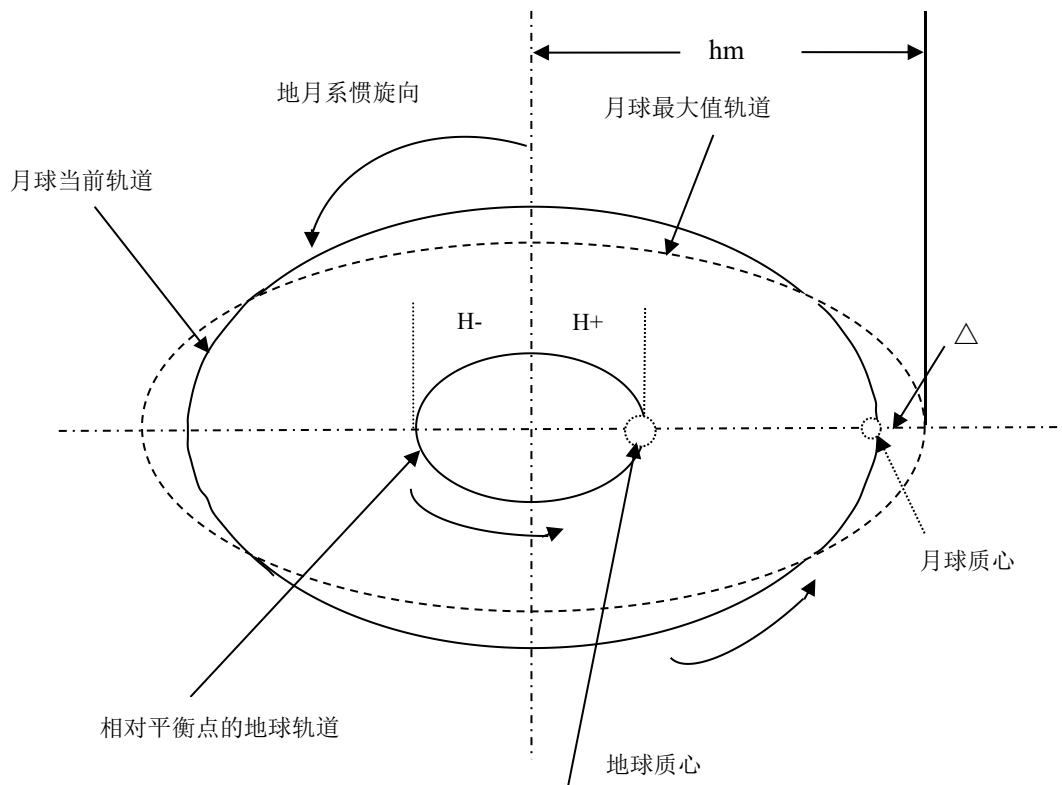 hm
地月系惯旋向
月球最大值轨道
月球当前轨道
H-
H+
△
月球质心
相对平衡点的地球轨道
地球质心